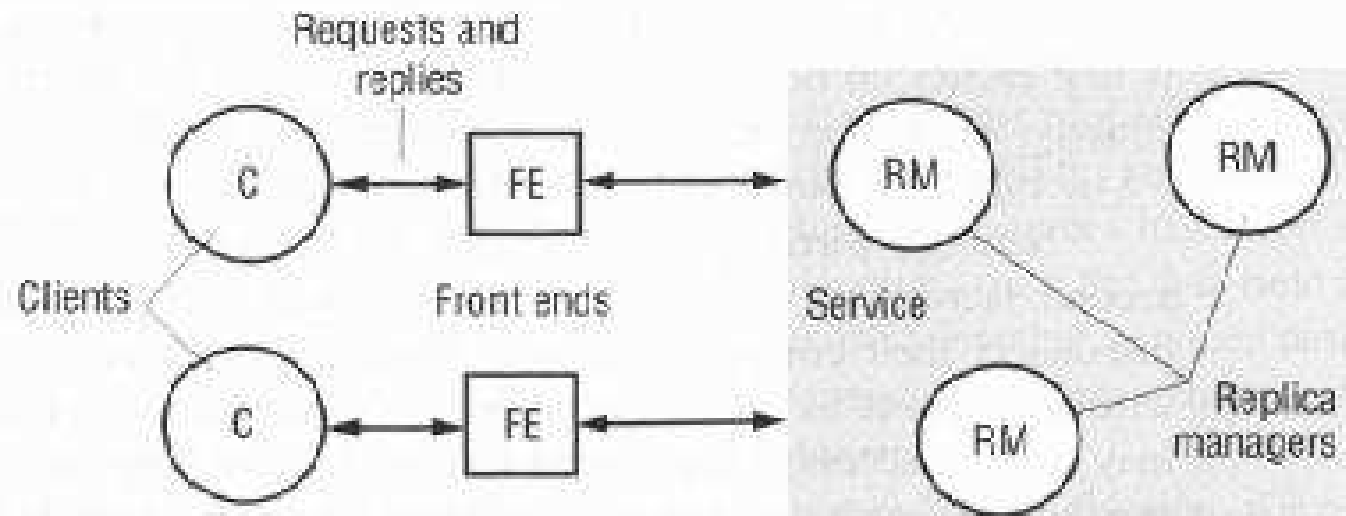 Requests and
replies
C
FE
RM
RM
Clients
Front ends
Service
C
FE
RM
Replica
managers